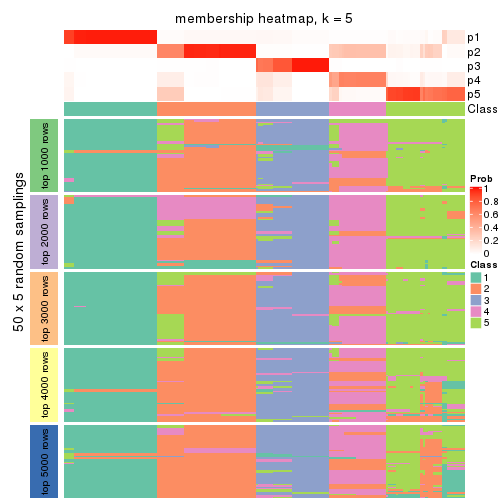 membership heatmap, k = 5
p1
p2
p3
p4
p5
Class
50 x 5 random samplings
top 1000 rows
top 2000 rows
top 3000 rows
top 4000 rows
top 5000 rows
Prob
1
0.8
0.6
0.4
0.2
0
Class
1
2
3
4
5